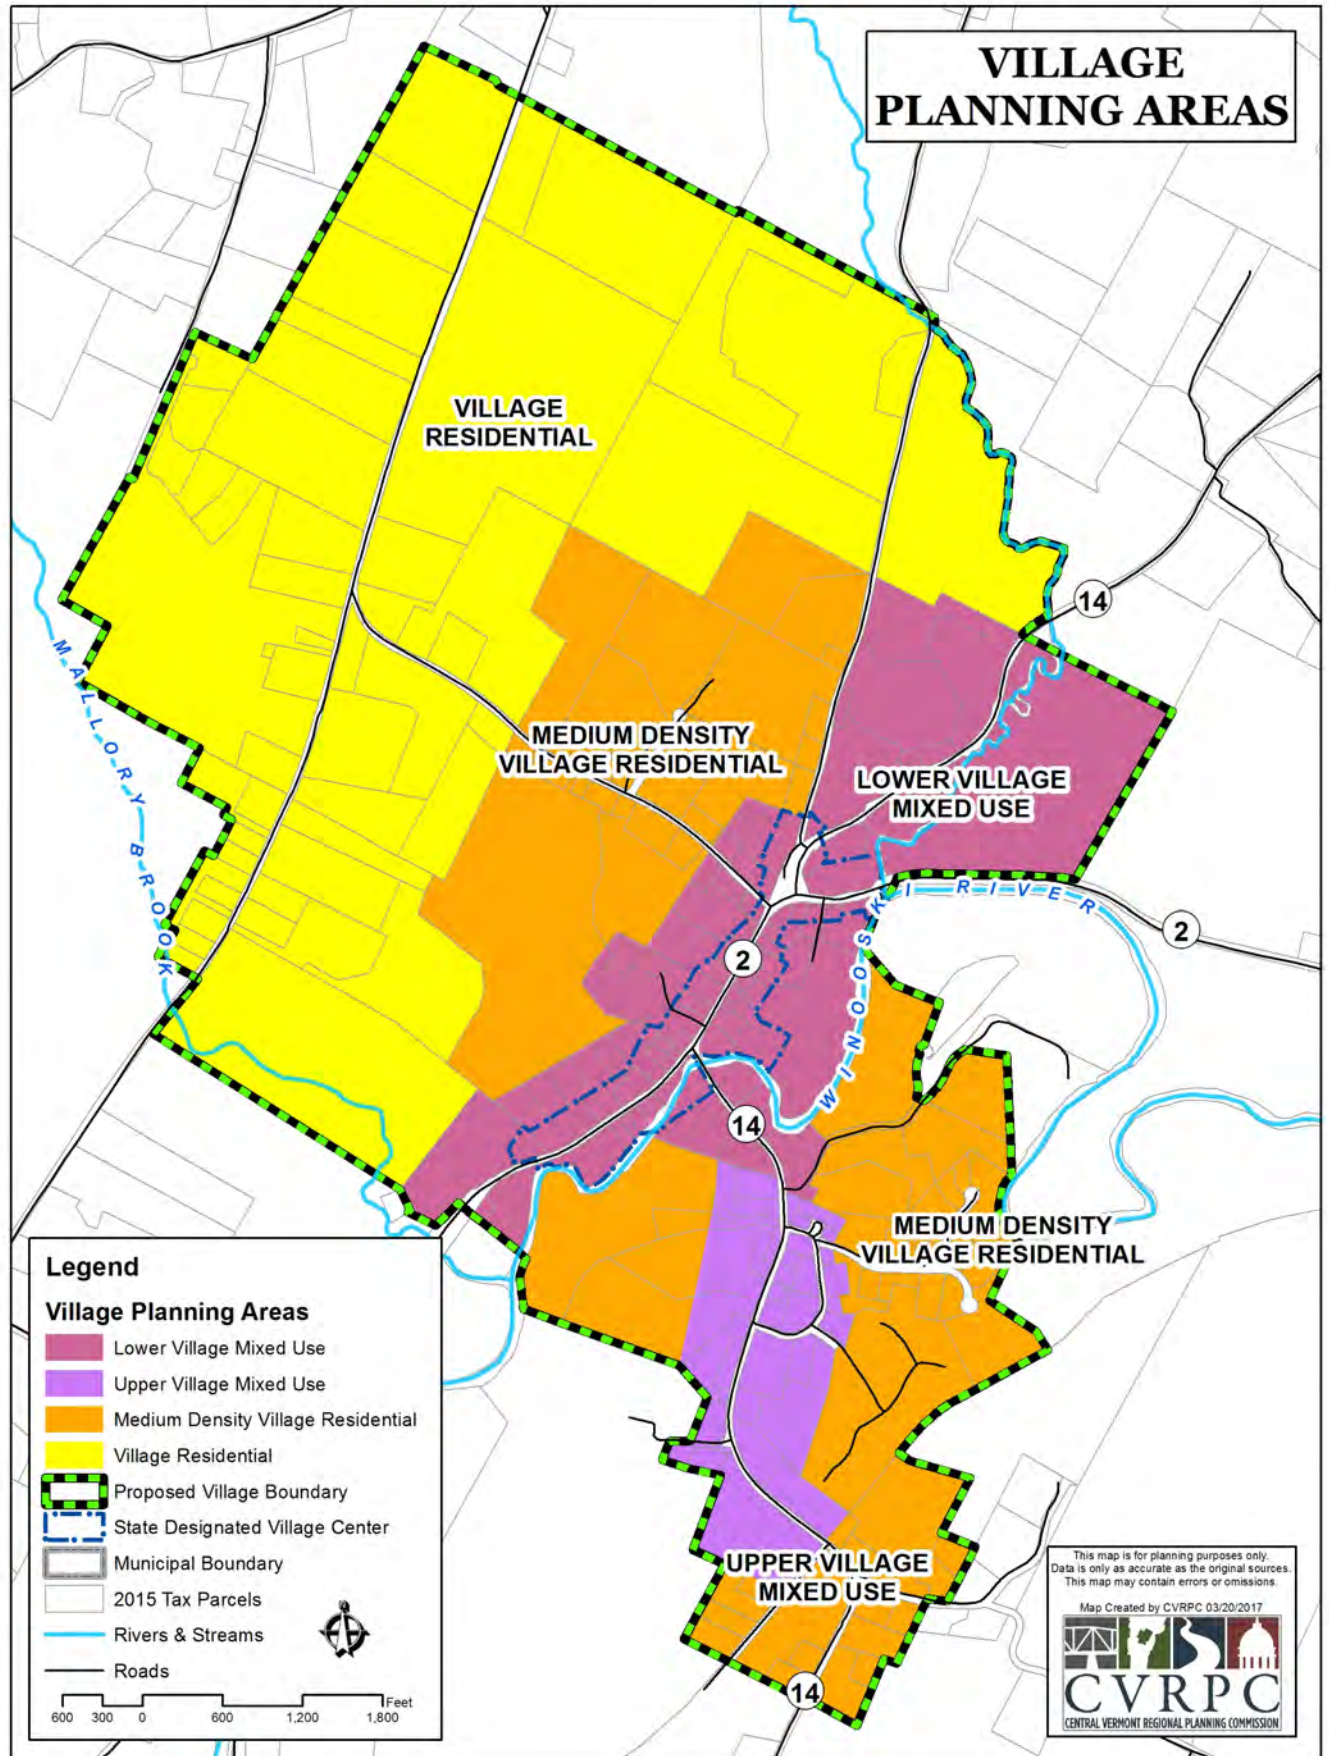 VILLAGE
PLANNING AREAS
VILLAGE
RESIDENTIAL
14
MALLORY BROOK
MEDIUM DENSITY
VILLAGE RESIDENTIAL
LOWER VILLAGE
MIXED USE
WINOOSKI RIVER
2
2
14
MEDIUM DENSITY
VILLAGE RESIDENTIAL
UPPER VILLAGE
MIXED USE
14
Legend
Village Planning Areas
Lower Village Mixed Use
Upper Village Mixed Use
Medium Density Village Residential
Village Residential
Proposed Village Boundary
State Designated Village Center
Municipal Boundary
2015 Tax Parcels
Rivers & Streams
Roads
Feet
600 300 0 600 1,200 1,800
This map is for planning purposes only.
Data is only as accurate as the original sources.
This map may contain errors or omissions.
Map Created by CVRPC 03/20/2017
CVRPC
CENTRAL VERMONT REGIONAL PLANNING COMMISSION